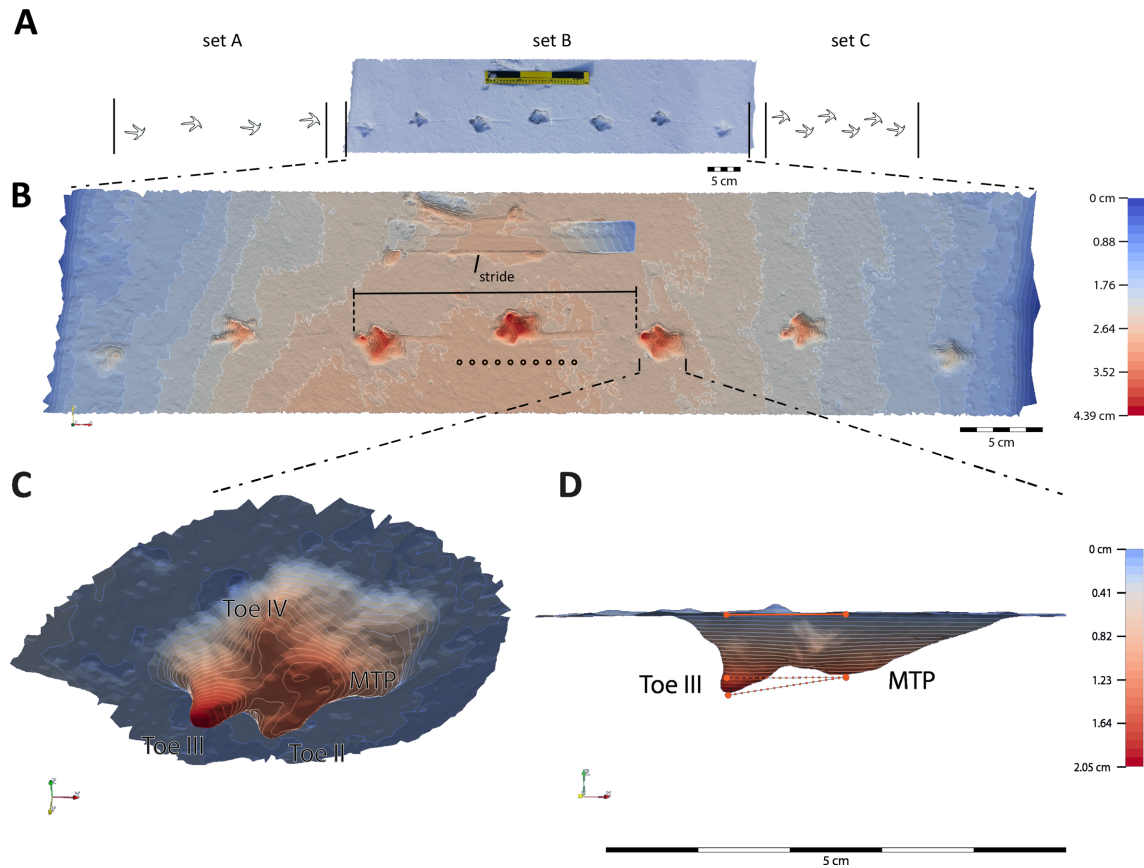 A
set A
set B
set C
5 cm
B
0 cm
0.88
1.76
2.64
3.52
4.39 cm
stride
5 cm
C
D
Toe IV
MTP
Toe III
Toe II
Toe III
MTP
0 cm
0.41
0.82
1.23
1.64
2.05 cm
5 cm